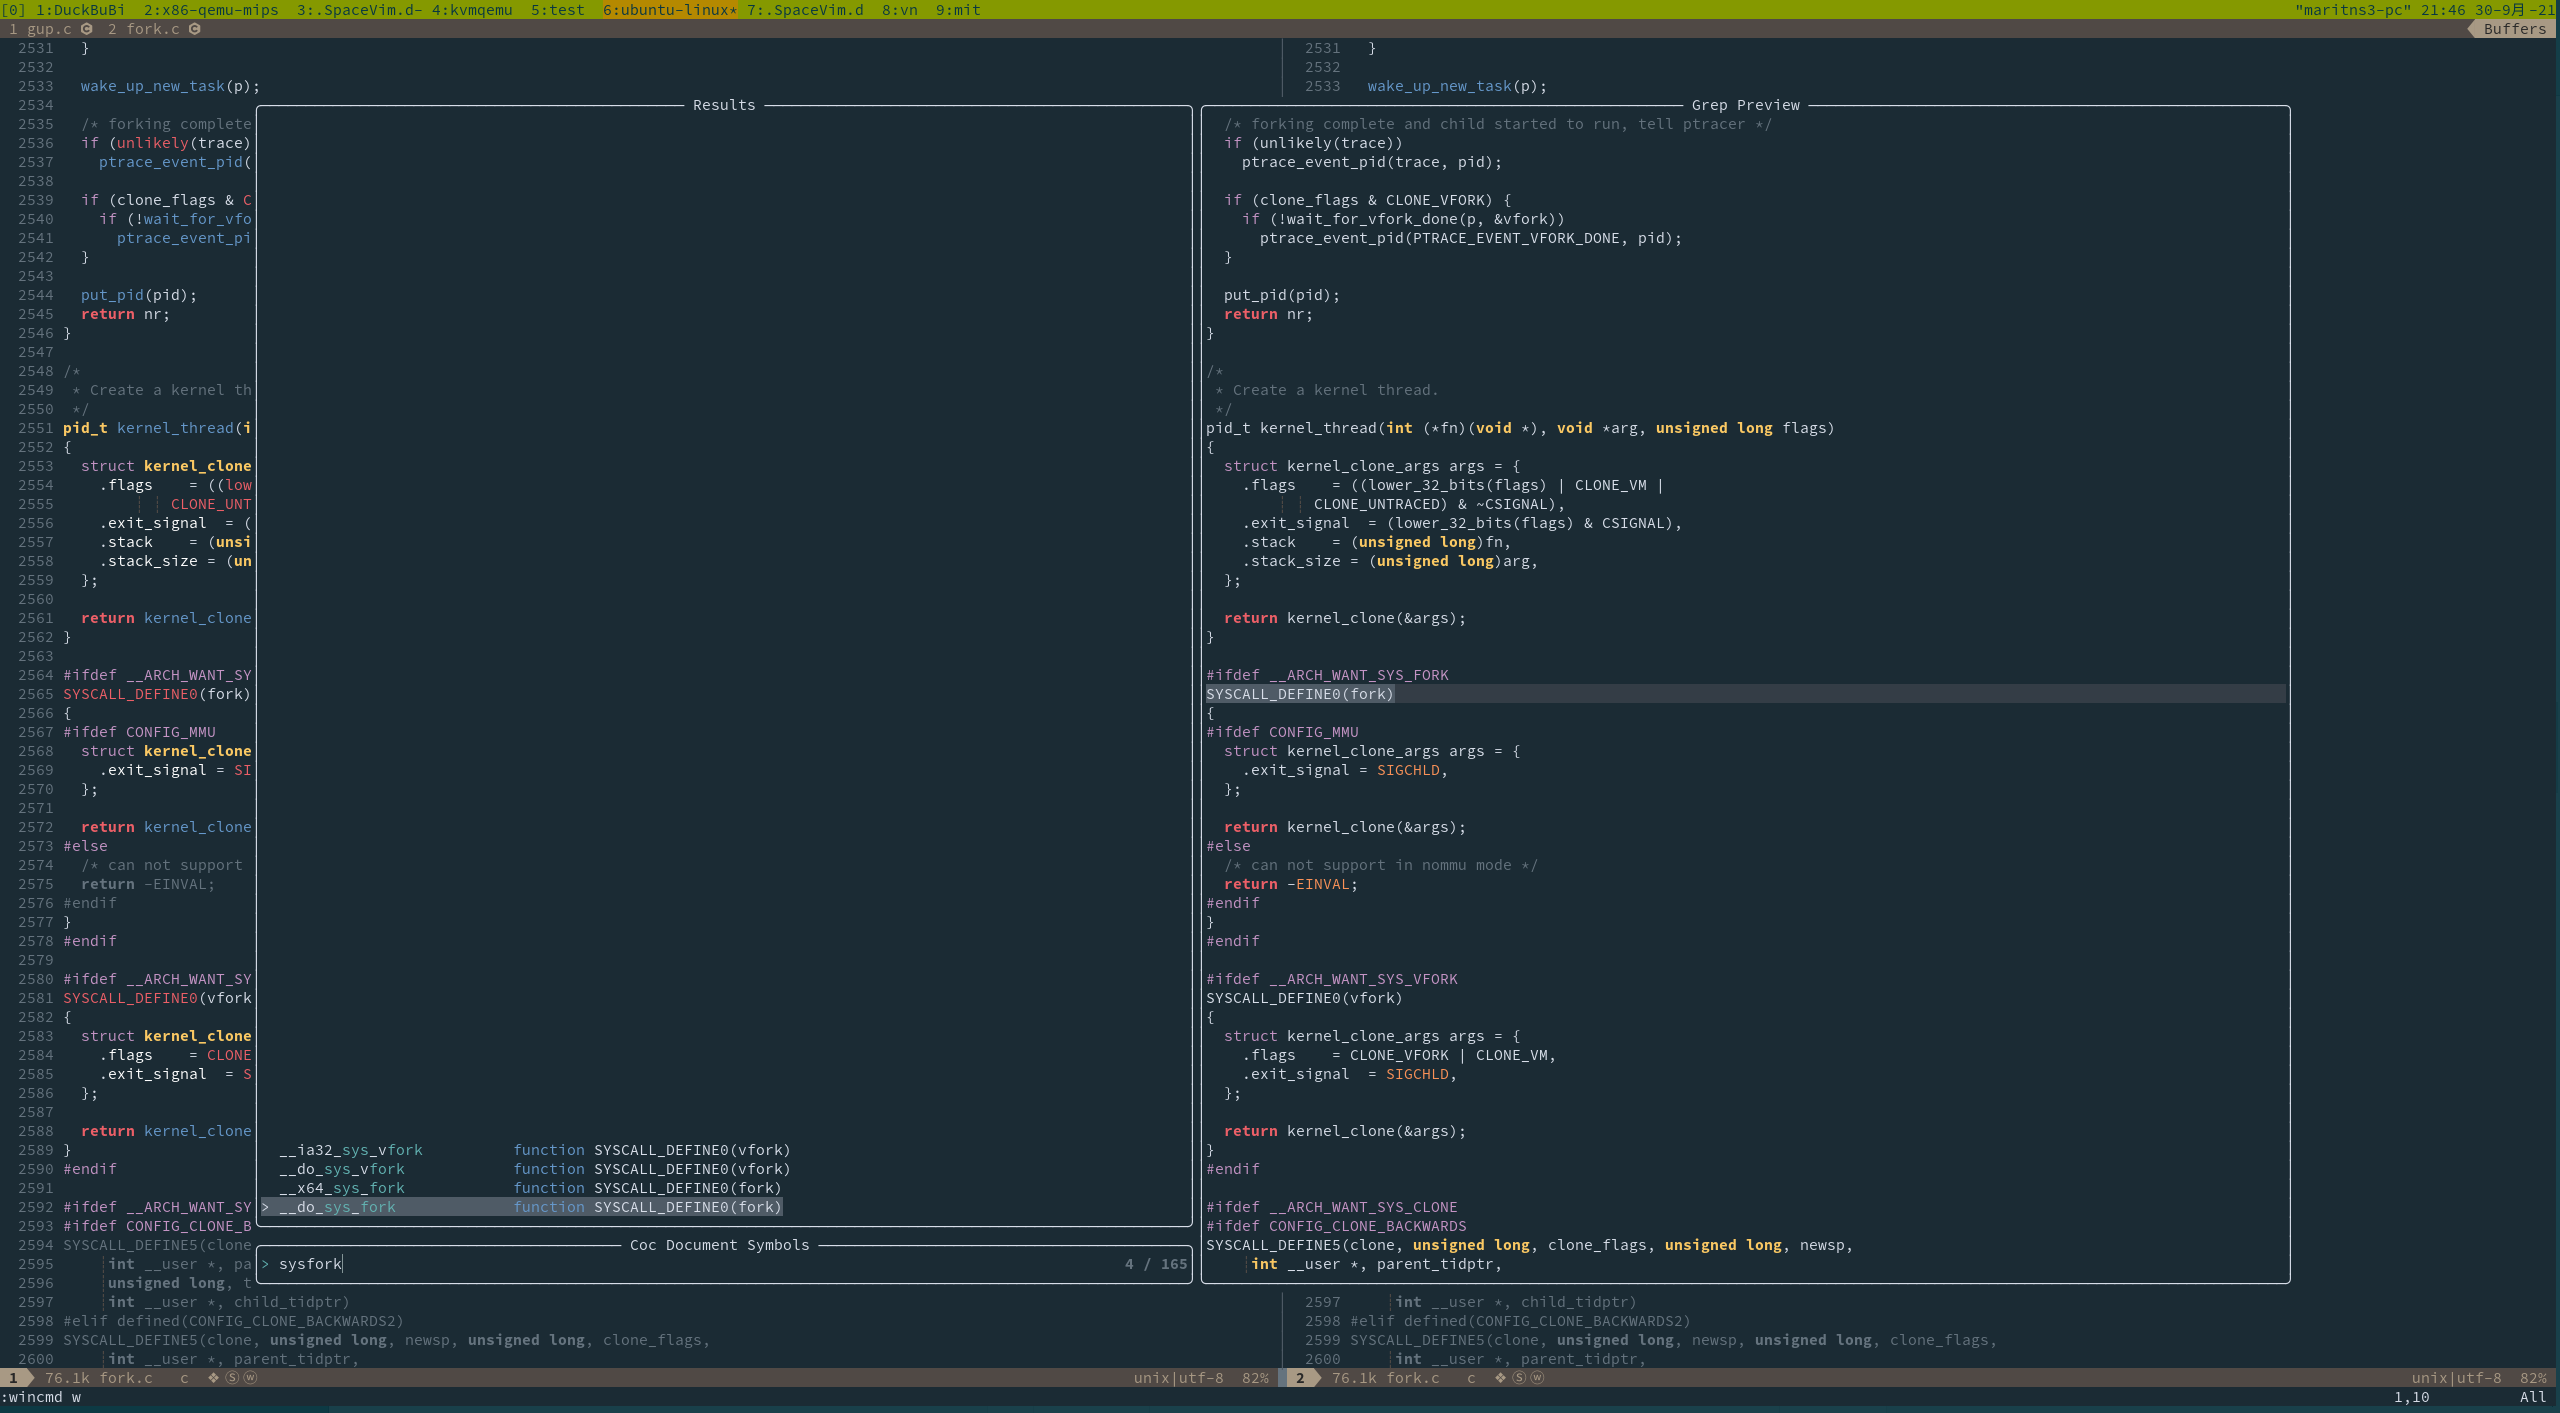 [0] 1:DuckBuBi  2:x86-qemu-mips  3:.SpaceVim.d- 4:kvmqemu  5:test  6:ubuntu-linux* 7:.SpaceVim.d  8:vn  9:mit "maritns3-pc" 21:46 30-9月-21
1 gup.c 2 fork.c Buffers
2531   }
2532
2533   wake_up_new_task(p);
2534
2535   /* forking complete
2536   if (unlikely(trace)
2537     ptrace_event_pid(
2538
2539   if (clone_flags & C
2540     if (!wait_for_vfo
2541       ptrace_event_pi
2542   }
2543
2544   put_pid(pid);
2545   return nr;
2546 }
2547
2548 /*
2549  * Create a kernel th
2550  */
2551 pid_t kernel_thread(i
2552 {
2553   struct kernel_clone
2554     .flags    = ((low
2555             CLONE_UNT
2556     .exit_signal  = (
2557     .stack    = (unsi
2558     .stack_size = (un
2559   };
2560
2561   return kernel_clone
2562 }
2563
2564 #ifdef __ARCH_WANT_SY
2565 SYSCALL_DEFINE0(fork)
2566 {
2567 #ifdef CONFIG_MMU
2568   struct kernel_clone
2569     .exit_signal = SI
2570   };
2571
2572   return kernel_clone
2573 #else
2574   /* can not support
2575   return -EINVAL;
2576 #endif
2577 }
2578 #endif
2579
2580 #ifdef __ARCH_WANT_SY
2581 SYSCALL_DEFINE0(vfork
2582 {
2583   struct kernel_clone
2584     .flags    = CLONE
2585     .exit_signal  = S
2586   };
2587
2588   return kernel_clone
2589 }
2590 #endif
2591
2592 #ifdef __ARCH_WANT_SY
2593 #ifdef CONFIG_CLONE_B
2594 SYSCALL_DEFINE5(clone
2595      int __user *, pa
2596      unsigned long, t
2597      int __user *, child_tidptr)
2598 #elif defined(CONFIG_CLONE_BACKWARDS2)
2599 SYSCALL_DEFINE5(clone, unsigned long, newsp, unsigned long, clone_flags,
2600      int __user *, parent_tidptr,
Results
__ia32_sys_vfork          function SYSCALL_DEFINE0(vfork)
__do_sys_vfork            function SYSCALL_DEFINE0(vfork)
__x64_sys_fork            function SYSCALL_DEFINE0(fork)
> __do_sys_fork             function SYSCALL_DEFINE0(fork)
Coc Document Symbols
> sysfork 4 / 165
2531   }
2532
2533   wake_up_new_task(p);
Grep Preview
  /* forking complete and child started to run, tell ptracer */
  if (unlikely(trace))
    ptrace_event_pid(trace, pid);
  if (clone_flags & CLONE_VFORK) {
    if (!wait_for_vfork_done(p, &vfork))
      ptrace_event_pid(PTRACE_EVENT_VFORK_DONE, pid);
  }
  put_pid(pid);
  return nr;
}
/*
 * Create a kernel thread.
 */
pid_t kernel_thread(int (*fn)(void *), void *arg, unsigned long flags)
{
  struct kernel_clone_args args = {
    .flags    = ((lower_32_bits(flags) | CLONE_VM |
            CLONE_UNTRACED) & ~CSIGNAL),
    .exit_signal  = (lower_32_bits(flags) & CSIGNAL),
    .stack    = (unsigned long)fn,
    .stack_size = (unsigned long)arg,
  };
  return kernel_clone(&args);
}
#ifdef __ARCH_WANT_SYS_FORK
SYSCALL_DEFINE0(fork)
{
#ifdef CONFIG_MMU
  struct kernel_clone_args args = {
    .exit_signal = SIGCHLD,
  };
  return kernel_clone(&args);
#else
  /* can not support in nommu mode */
  return -EINVAL;
#endif
}
#endif
#ifdef __ARCH_WANT_SYS_VFORK
SYSCALL_DEFINE0(vfork)
{
  struct kernel_clone_args args = {
    .flags    = CLONE_VFORK | CLONE_VM,
    .exit_signal  = SIGCHLD,
  };
  return kernel_clone(&args);
}
#endif
#ifdef __ARCH_WANT_SYS_CLONE
#ifdef CONFIG_CLONE_BACKWARDS
SYSCALL_DEFINE5(clone, unsigned long, clone_flags, unsigned long, newsp,
     int __user *, parent_tidptr,
2597      int __user *, child_tidptr)
2598 #elif defined(CONFIG_CLONE_BACKWARDS2)
2599 SYSCALL_DEFINE5(clone, unsigned long, newsp, unsigned long, clone_flags,
2600      int __user *, parent_tidptr,
1 76.1k fork.c   c  ❖ Ⓢ ⓦ unix|utf-8  82% 2 76.1k fork.c   c  ❖ Ⓢ ⓦ unix|utf-8  82%
:wincmd w 1,10 All